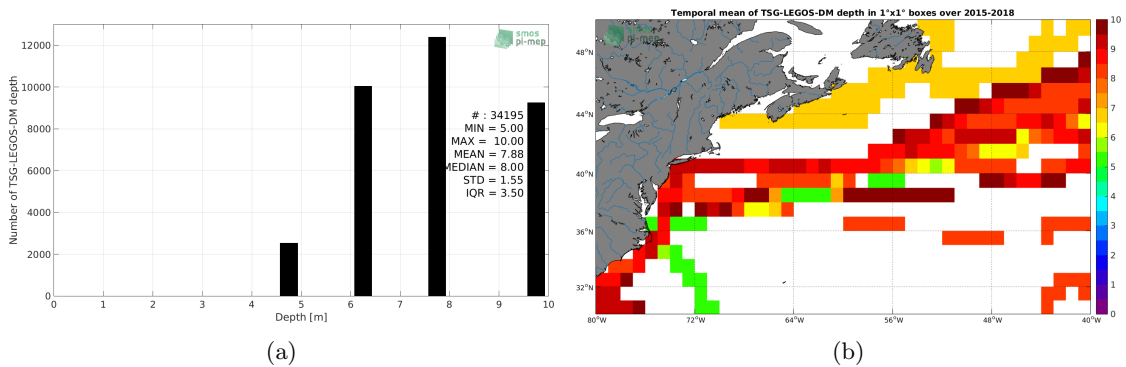 Temporal mean of TSG-LEGOS-DM depth in 1°x1° boxes over 2015-2018
12000
10000
8000
6000
4000
2000
0
Number of TSG-LEGOS-DM depth
smos
pi-mep
# : 34195
MIN = 5.00
MAX = 10.00
MEAN = 7.88
MEDIAN = 8.00
STD = 1.55
IQR = 3.50
0 1 2 3 4 5 6 7 8 9 10
Depth [m]
(a)
smos
pi-mep
48°N
44°N
40°N
36°N
32°N
80°W 72°W 64°W 56°W 48°W 40°W
10
9
8
7
6
5
4
3
2
1
0
(b)